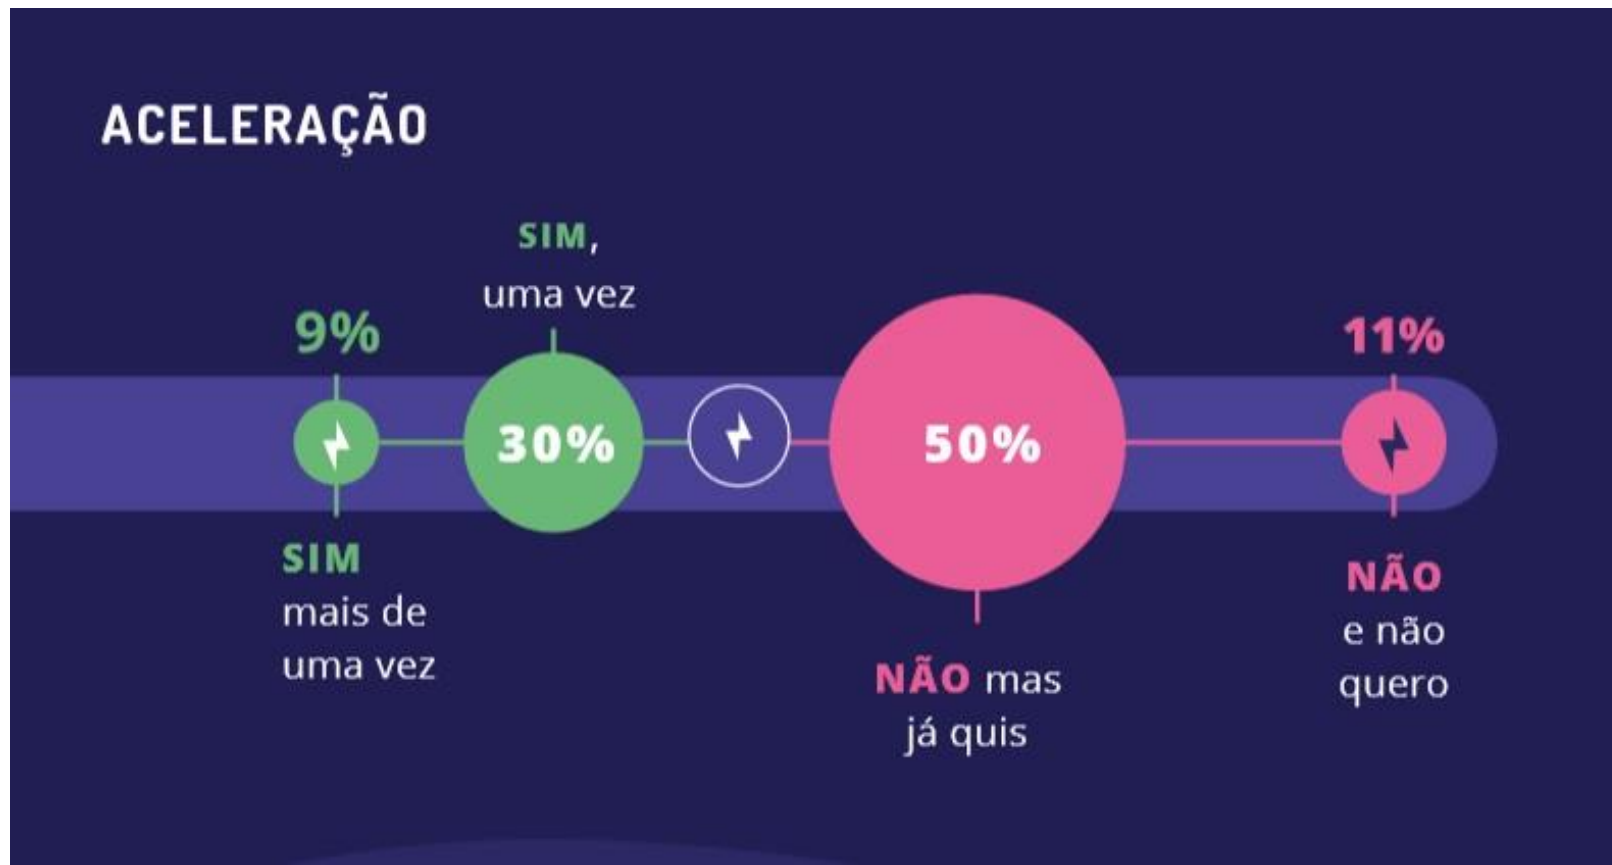 ACELERAÇÃO
9%
SIM
mais de
uma vez
SIM,
uma vez
30%
50%
NÃO mas
já quis
11%
NÃO
e não
quero